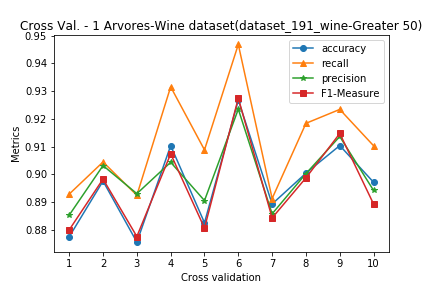 Cross Val. - 1 Arvores-Wine dataset(dataset_191_wine-Greater 50)
0.95
0.94
0.93
0.92
0.91
0.90
0.89
0.88
Metrics
accuracy
recall
precision
F1-Measure
1 2 3 4 5 6 7 8 9 10
Cross validation